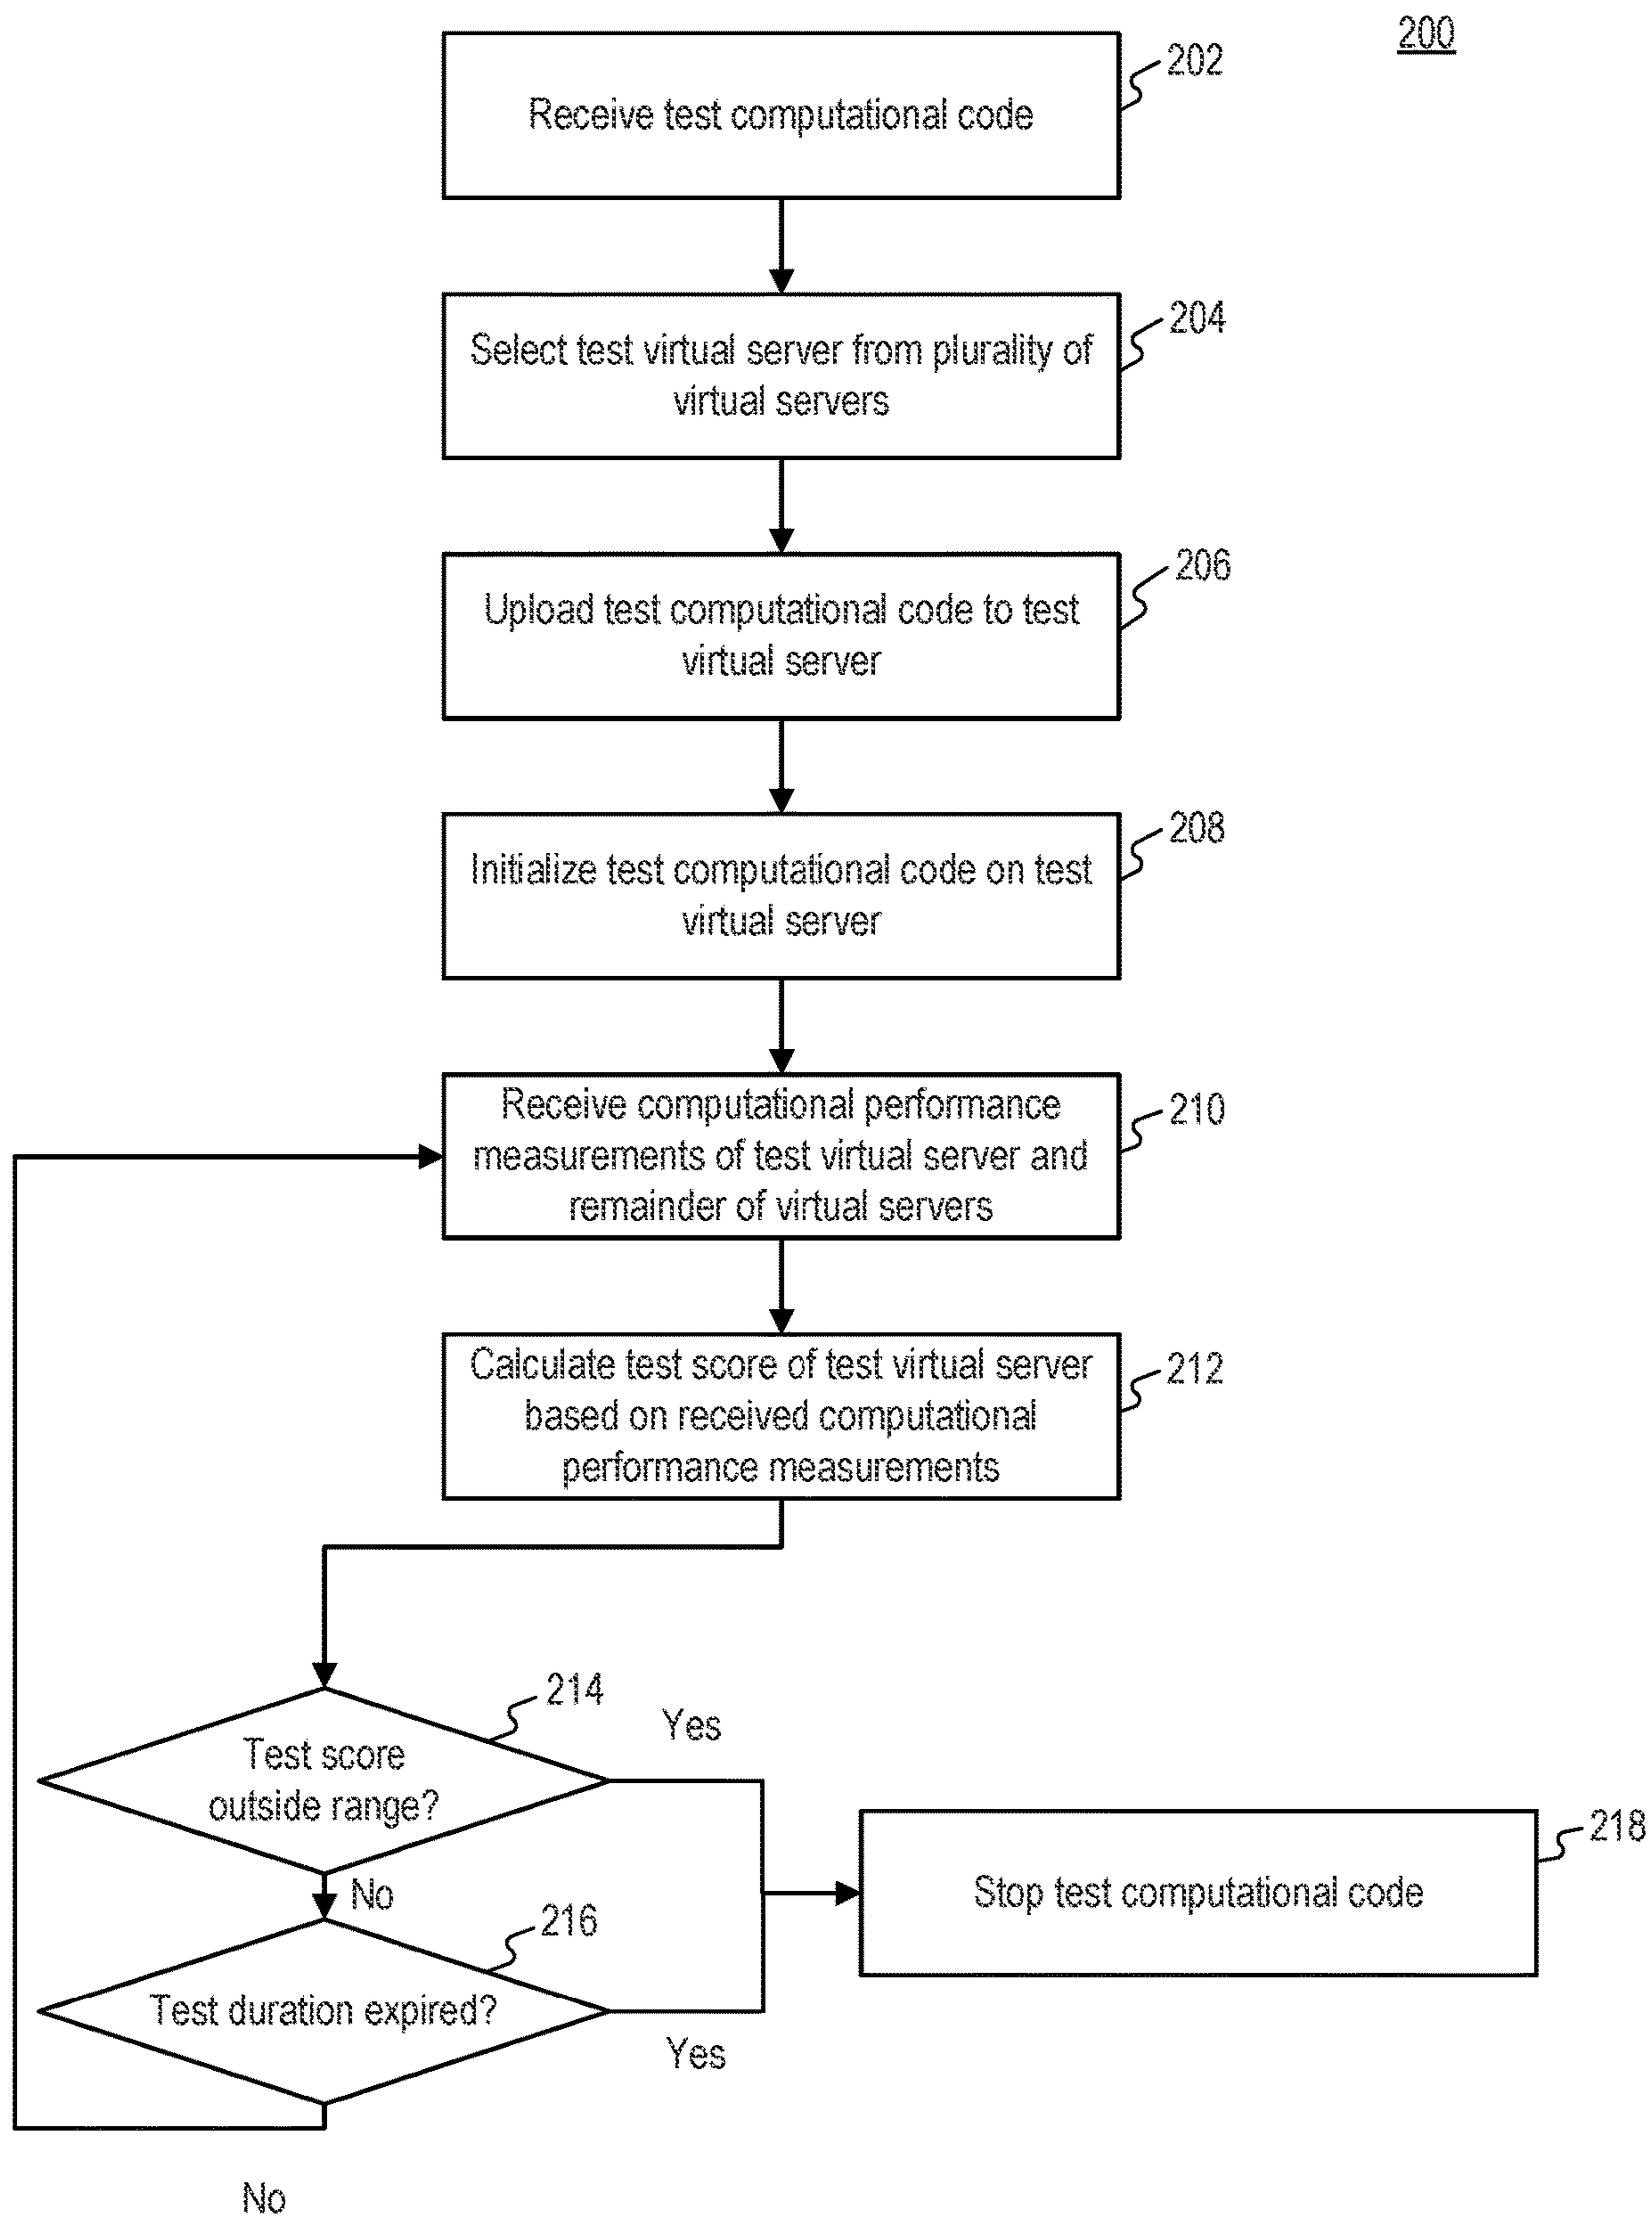 200
202
Receive test computational code
204
Select test virtual server from plurality of
virtual servers
206
Upload test computational code to test
virtual server
208
Initialize test computational code on test
virtual server
210
Receive computational performance
measurements of test virtual server and
remainder of virtual servers
212
Calculate test score of test virtual server
based on received computational
performance measurements
214
Yes
Test score
outside range?
218
Stop test computational code
No
216
Test duration expired?
Yes
No